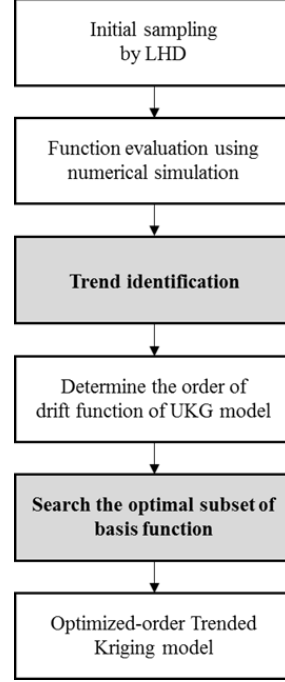 Initial sampling
by LHD
Function evaluation using
numerical simulation
Trend identification
Determine the order of
drift function of UKG model
Search the optimal subset of
basis function
Optimized-order Trended
Kriging model